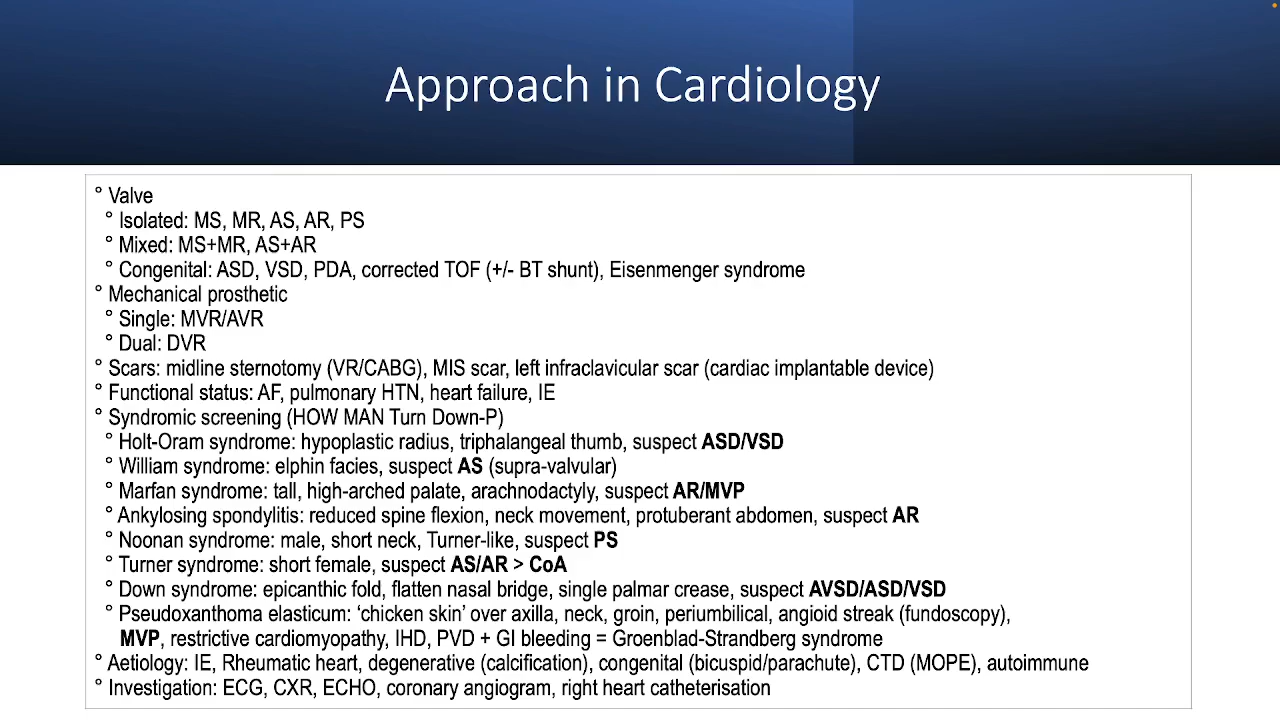 Approach in Cardiology
° Valve
° Isolated: MS, MR, AS, AR, PS
° Mixed: MS+MR, AS+AR
° Congenital: ASD, VSD, PDA, corrected TOF (+/- BT shunt), Eisenmenger syndrome
° Mechanical prosthetic
° Single: MVR/AVR
° Dual: DVR
° Scars: midline sternotomy (VR/CABG), MIS scar, left infraclavicular scar (cardiac implantable device)
° Functional status: AF, pulmonary HTN, heart failure, IE
° Syndromic screening (HOW MAN Turn Down-P)
° Holt-Oram syndrome: hypoplastic radius, triphalangeal thumb, suspect ASD/VSD
° William syndrome: elphin facies, suspect AS (supra-valvular)
° Marfan syndrome: tall, high-arched palate, arachnodactyly, suspect AR/MVP
° Ankylosing spondylitis: reduced spine flexion, neck movement, protuberant abdomen, suspect AR
° Noonan syndrome: male, short neck, Turner-like, suspect PS
° Turner syndrome: short female, suspect AS/AR > CoA
° Down syndrome: epicanthic fold, flatten nasal bridge, single palmar crease, suspect AVSD/ASD/VSD
° Pseudoxanthoma elasticum: ‘chicken skin’ over axilla, neck, groin, periumbilical, angioid streak (fundoscopy),
MVP, restrictive cardiomyopathy, IHD, PVD + GI bleeding = Groenblad-Strandberg syndrome
° Aetiology: IE, Rheumatic heart, degenerative (calcification), congenital (bicuspid/parachute), CTD (MOPE), autoimmune
° Investigation: ECG, CXR, ECHO, coronary angiogram, right heart catheterisation